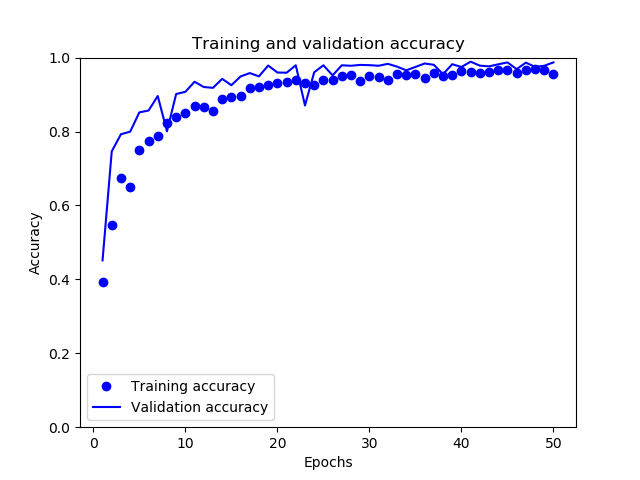 Training and validation accuracy
1.0
0.8
0.6
0.4
0.2
0.0
Accuracy
Training accuracy
Validation accuracy
0 10 20 30 40 50
Epochs